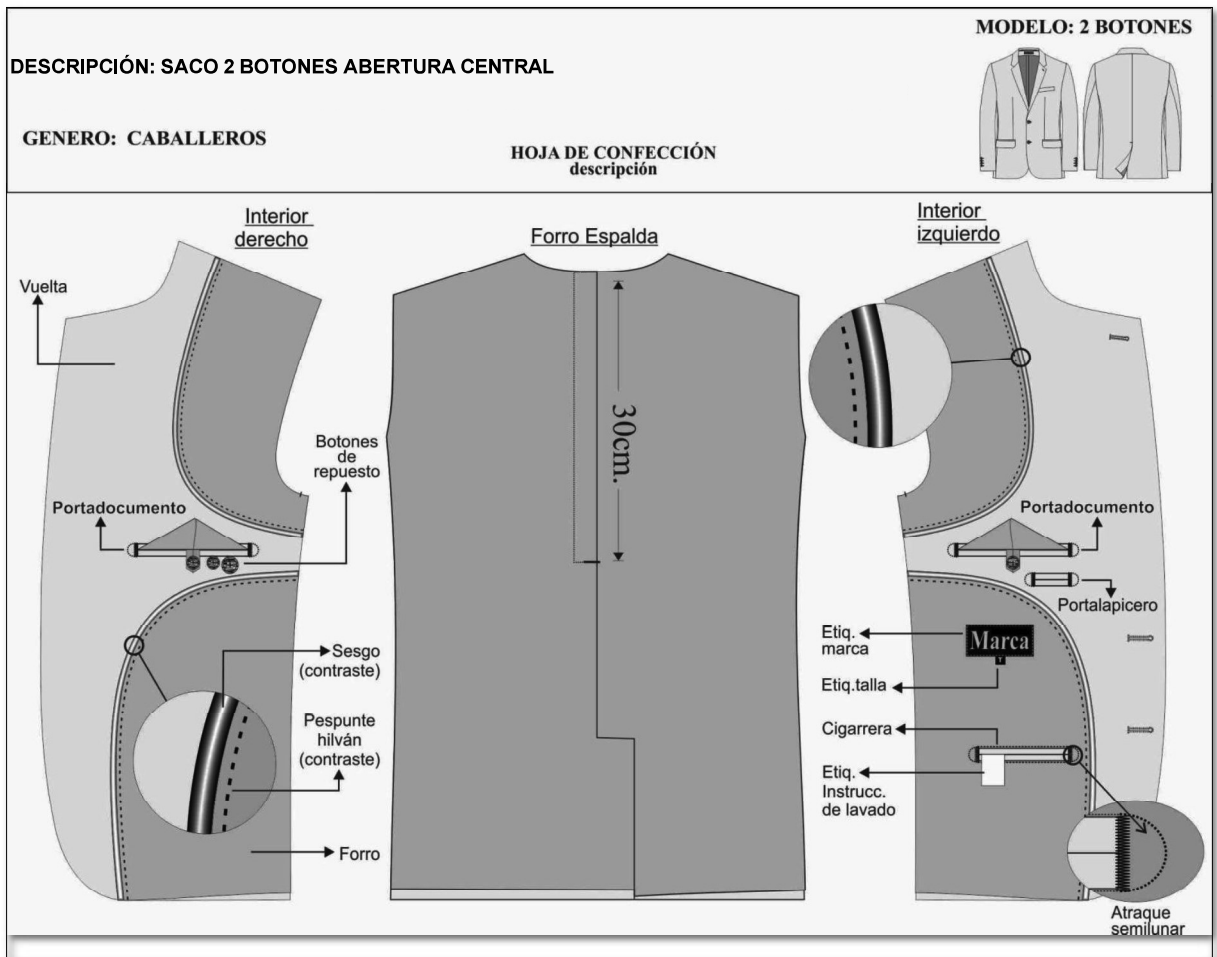 MODELO: 2 BOTONES
DESCRIPCIÓN: SACO 2 BOTONES ABERTURA CENTRAL
GENERO: CABALLEROS
HOJA DE CONFECCIÓN
descripción
Interior
derecho
Forro Espalda
Interior
izquierdo
Vuelta
30cm.
Botones
de
repuesto
Portadocumento
Portadocumento
Portalapicero
Sesgo
(contraste)
Pespunte
hilván
(contraste)
Forro
Etiq.
marca
Marca
T
Etiq.talla
Cigarrera
Etiq.
Instrucc.
de lavado
Atraque
semilunar